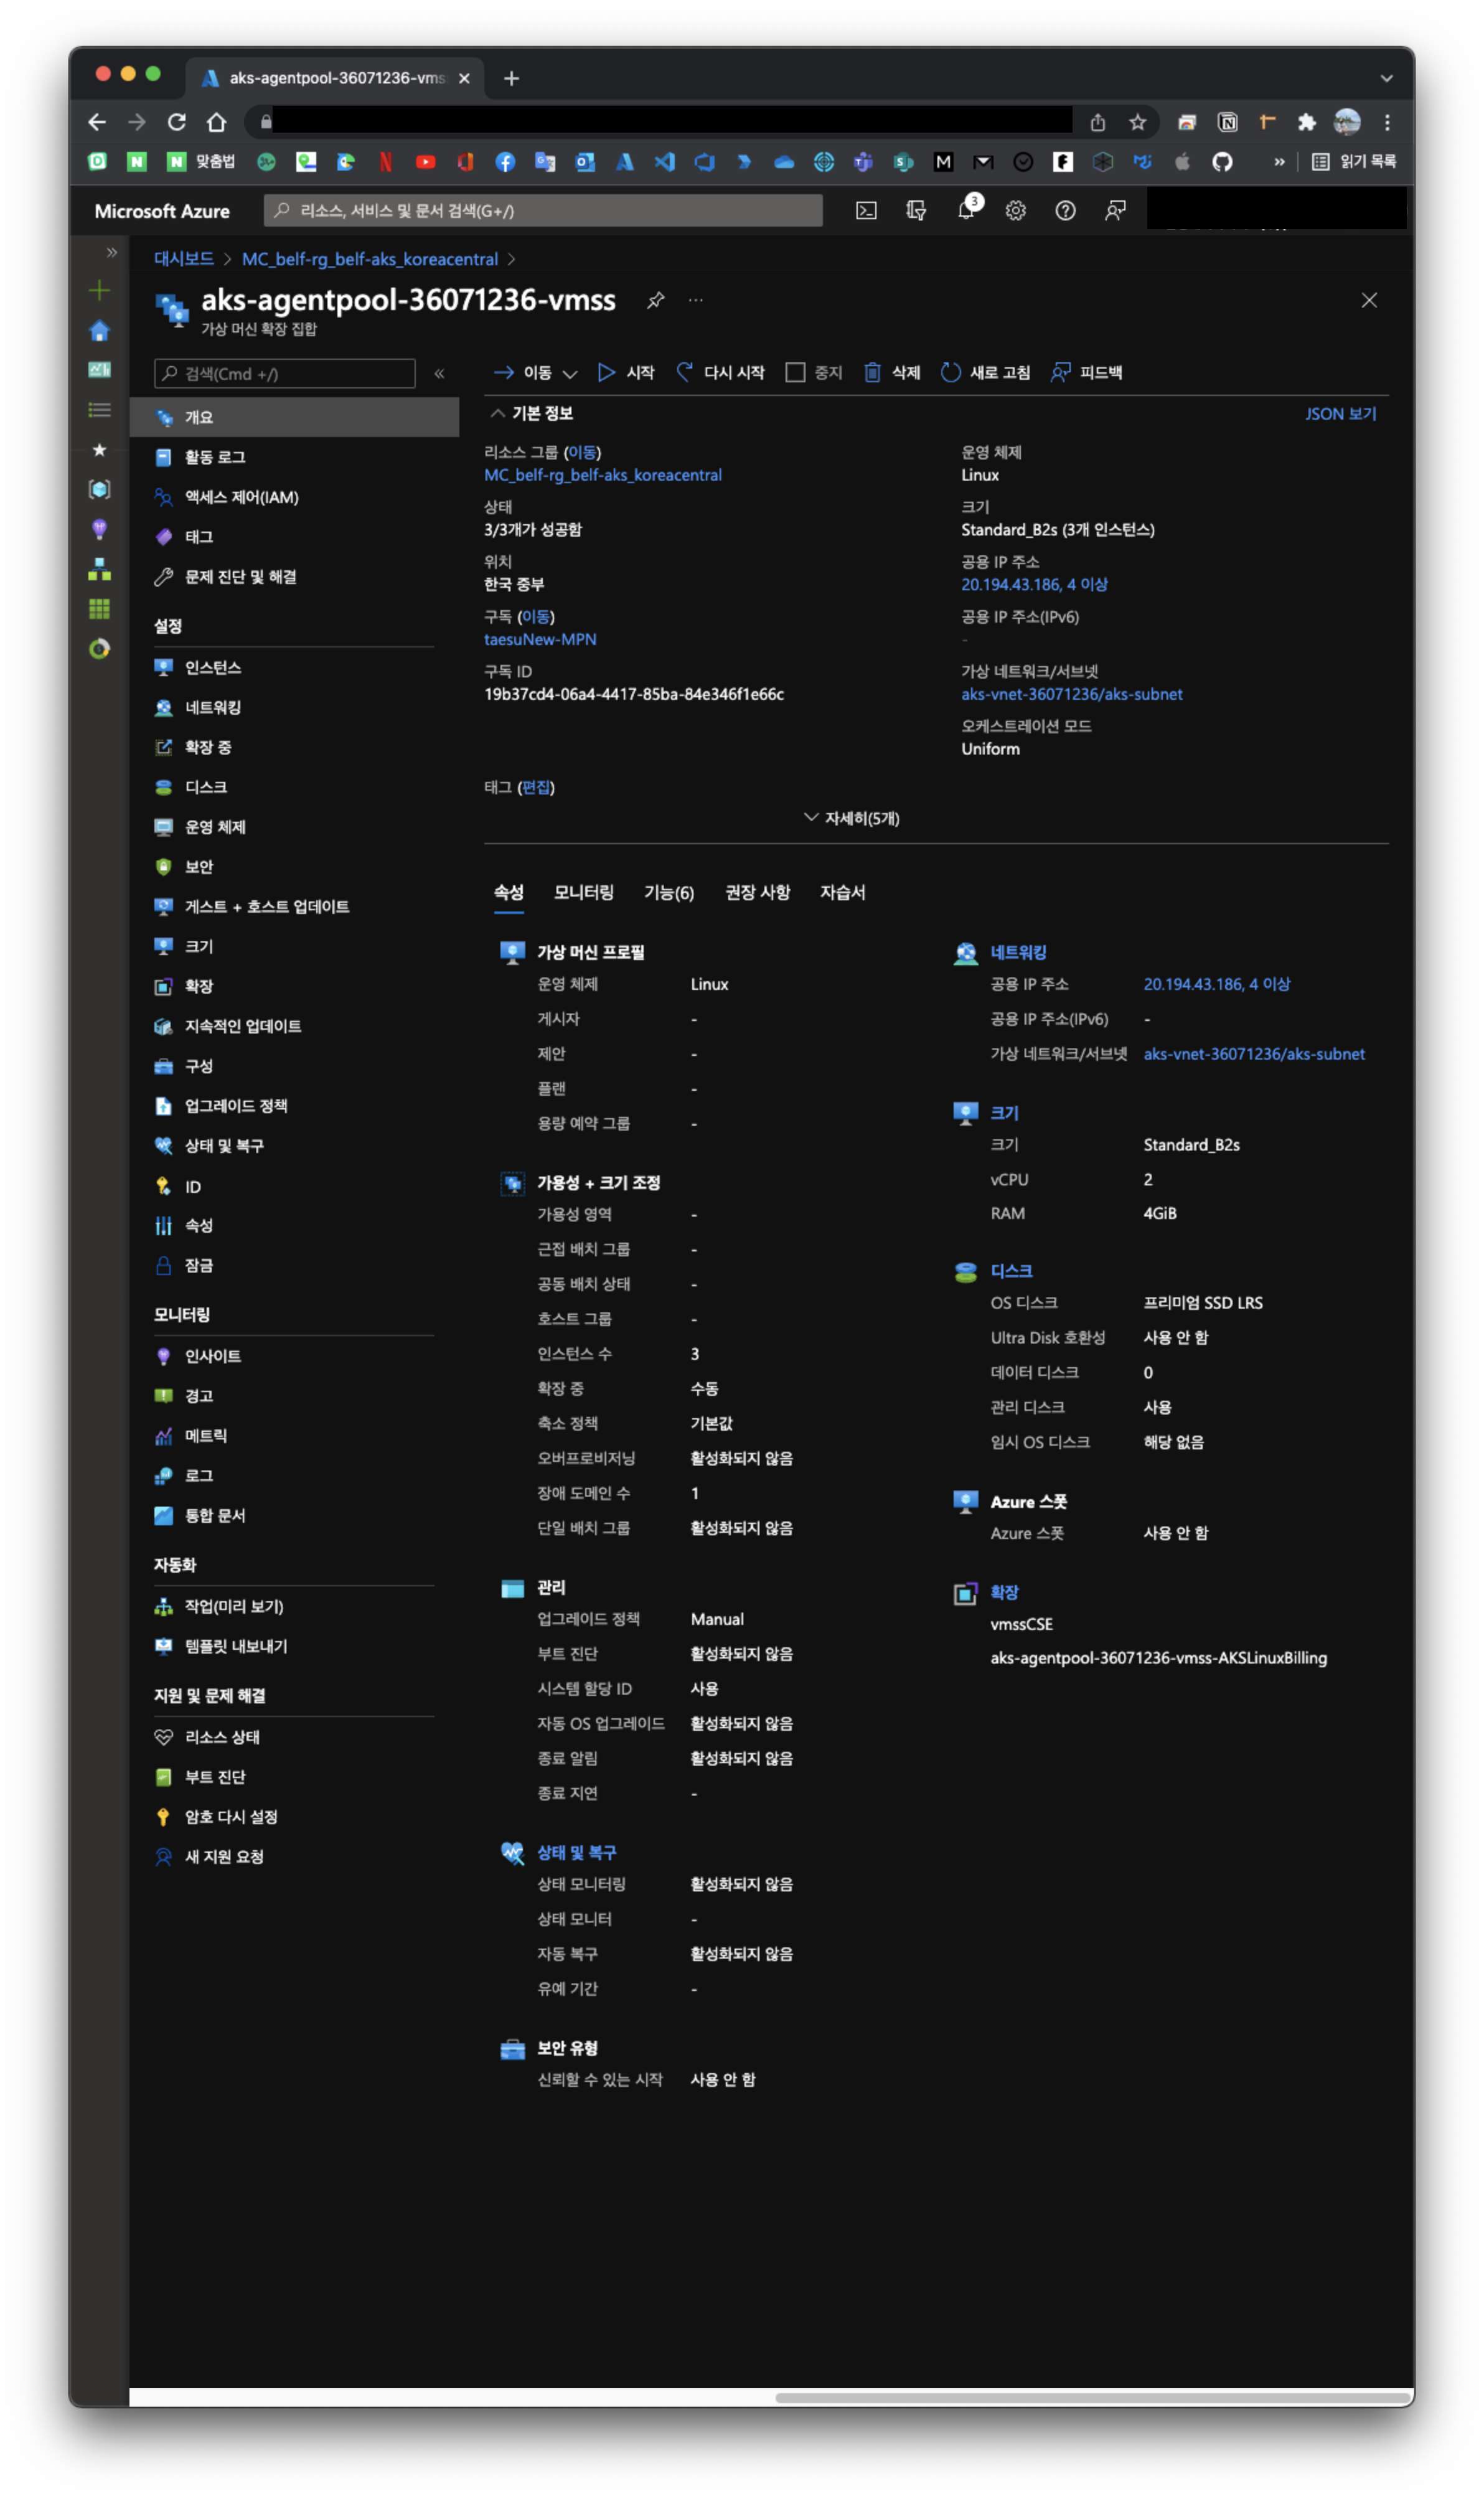 aks-agentpool-36071236-vms
맞춤법
읽기 목록
Microsoft Azure
리소스, 서비스 및 문서 검색(G+/)
3
대시보드 > MC_belf-rg_belf-aks_koreacentral >
aks-agentpool-36071236-vmss
가상 머신 확장 집합
검색(Cmd +/)
이동
시작
다시 시작
중지
삭제
새로 고침
피드백
개요
활동 로그
액세스 제어(IAM)
태그
문제 진단 및 해결
설정
인스턴스
네트워킹
확장 중
디스크
운영 체제
보안
게스트 + 호스트 업데이트
크기
확장
지속적인 업데이트
구성
업그레이드 정책
상태 및 복구
ID
속성
잠금
모니터링
인사이트
경고
메트릭
로그
통합 문서
자동화
작업(미리 보기)
템플릿 내보내기
지원 및 문제 해결
리소스 상태
부트 진단
암호 다시 설정
새 지원 요청
기본 정보
JSON 보기
리소스 그룹 (이동)
MC_belf-rg_belf-aks_koreacentral
상태
3/3개가 성공함
위치
한국 중부
구독 (이동)
taesuNew-MPN
구독 ID
19b37cd4-06a4-4417-85ba-84e346f1e66c
운영 체제
Linux
크기
Standard_B2s (3개 인스턴스)
공용 IP 주소
20.194.43.186, 4 이상
공용 IP 주소(IPv6)
-
가상 네트워크/서브넷
aks-vnet-36071236/aks-subnet
오케스트레이션 모드
Uniform
태그 (편집)
자세히(5개)
속성
모니터링
기능(6)
권장 사항
자습서
가상 머신 프로필
운영 체제 Linux
게시자 -
제안 -
플랜 -
용량 예약 그룹 -
가용성 + 크기 조정
가용성 영역 -
근접 배치 그룹 -
공동 배치 상태 -
호스트 그룹 -
인스턴스 수 3
확장 중 수동
축소 정책 기본값
오버프로비저닝 활성화되지 않음
장애 도메인 수 1
단일 배치 그룹 활성화되지 않음
관리
업그레이드 정책 Manual
부트 진단 활성화되지 않음
시스템 할당 ID 사용
자동 OS 업그레이드 활성화되지 않음
종료 알림 활성화되지 않음
종료 지연 -
상태 및 복구
상태 모니터링 활성화되지 않음
상태 모니터 -
자동 복구 활성화되지 않음
유예 기간 -
보안 유형
신뢰할 수 있는 시작 사용 안 함
네트워킹
공용 IP 주소 20.194.43.186, 4 이상
공용 IP 주소(IPv6) -
가상 네트워크/서브넷 aks-vnet-36071236/aks-subnet
크기
크기 Standard_B2s
vCPU 2
RAM 4GiB
디스크
OS 디스크 프리미엄 SSD LRS
Ultra Disk 호환성 사용 안 함
데이터 디스크 0
관리 디스크 사용
임시 OS 디스크 해당 없음
Azure 스폿
Azure 스폿 사용 안 함
확장
vmssCSE
aks-agentpool-36071236-vmss-AKSLinuxBilling